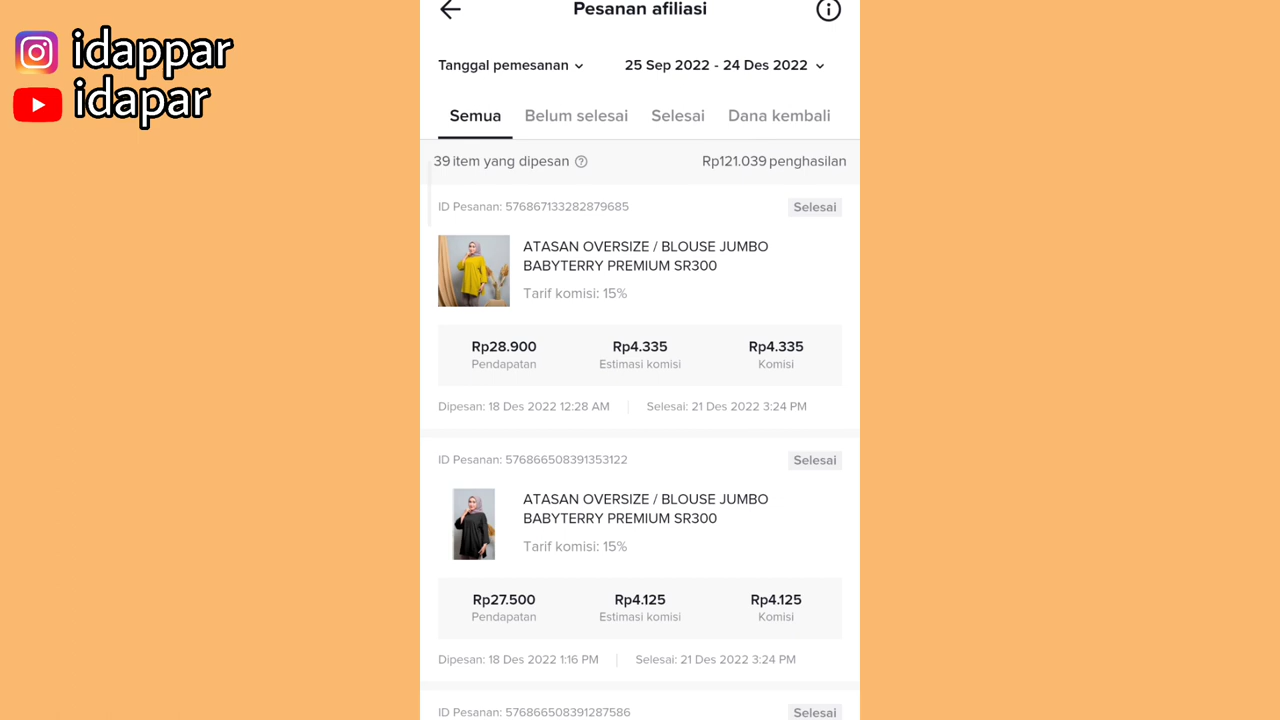 idappar
idapar
Pesanan afiliasi
Tanggal pemesanan
25 Sep 2022 - 24 Des 2022
Semua
Belum selesai
Selesai
Dana kembali
39 item yang dipesan
Rp121.039 penghasilan
ID Pesanan: 576867133282879685
Selesai
ATASAN OVERSIZE / BLOUSE JUMBO
BABYTERRY PREMIUM SR300
Tarif komisi: 15%
Rp28.900
Rp4.335
Rp4.335
Pendapatan
Estimasi komisi
Komisi
Dipesan: 18 Des 2022 12:28 AM
Selesai: 21 Des 2022 3:24 PM
ID Pesanan: 576866508391353122
Selesai
ATASAN OVERSIZE / BLOUSE JUMBO
BABYTERRY PREMIUM SR300
Tarif komisi: 15%
Rp27.500
Rp4.125
Rp4.125
Pendapatan
Estimasi komisi
Komisi
Dipesan: 18 Des 2022 1:16 PM
Selesai: 21 Des 2022 3:24 PM
ID Pesanan: 576866508391287586
Selesai